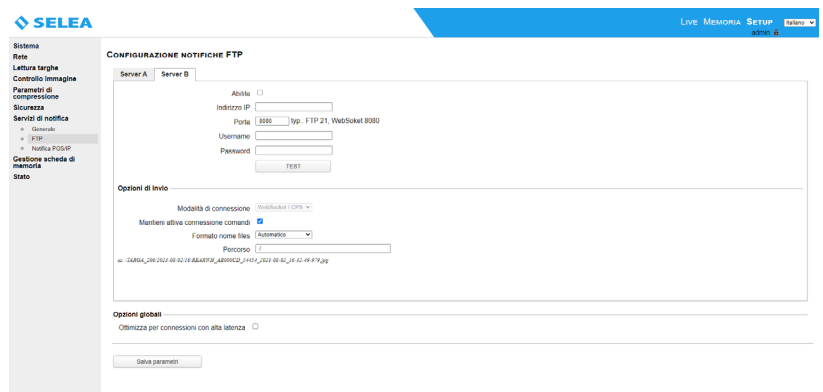 SELEA
LIVE MEMORIA SETUP Italiano
admin
Sistema
Rete
Lettura targhe
Controllo immagine
Parametri di
compressione
Sicurezza
Servizi di notifica
Generale
FTP
Notifica POS/IP
Gestione scheda di
memoria
Stato
CONFIGURAZIONE NOTIFICHE FTP
Server A Server B
Abilita
Indirizzo IP
Porta 8080 typ.: FTP 21, WebSoket 8080
Username
Password
TEST
Opzioni di invio
Modalità di connessione WebSocket / CPS
Mantieni attiva connessione comandi
Formato nome files Automatico
Percorso /
Opzioni globali
Ottimizza per connessioni con alta latenza
Salva parametri